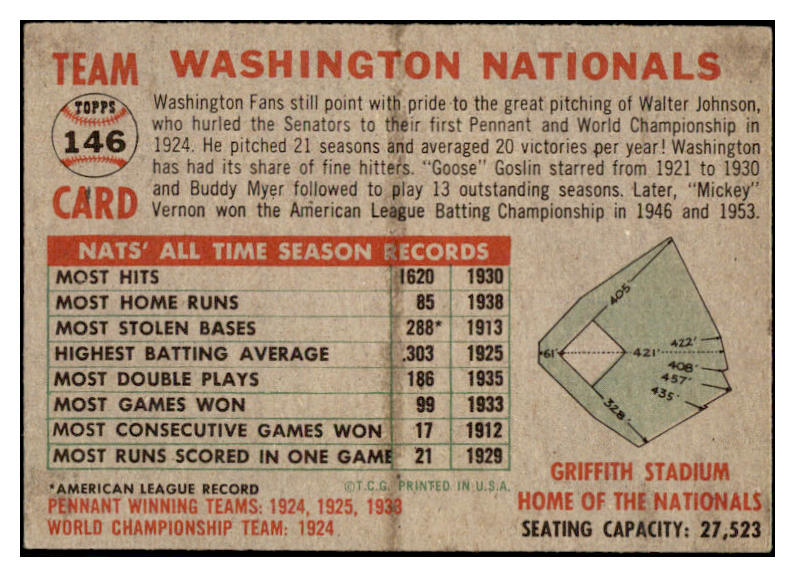 TEAM
WASHINGTON NATIONALS
TOPPS
146
CARD
Washington Fans still point with pride to the great pitching of Walter Johnson,
who hurled the Senators to their first Pennant and World Championship in
1924. He pitched 21 seasons and averaged 20 victories per year! Washington
has had its share of fine hitters. "Goose" Goslin starred from 1921 to 1930
and Buddy Myer followed to play 13 outstanding seasons. Later, "Mickey"
Vernon won the American League Batting Championship in 1946 and 1953.
NATS' ALL TIME SEASON RECORDS
MOST HITS 1620 1930
MOST HOME RUNS 85 1938
MOST STOLEN BASES 288* 1913
HIGHEST BATTING AVERAGE .303 1925
MOST DOUBLE PLAYS 186 1935
MOST GAMES WON 99 1933
MOST CONSECUTIVE GAMES WON 17 1912
MOST RUNS SCORED IN ONE GAME 21 1929
*AMERICAN LEAGUE RECORD
©T.C.G. PRINTED IN U.S.A.
PENNANT WINNING TEAMS: 1924, 1925, 1933
WORLD CHAMPIONSHIP TEAM: 1924
405
422'
61'
421'
408'
457'
435'
328'
GRIFFITH STADIUM
HOME OF THE NATIONALS
SEATING CAPACITY: 27,523